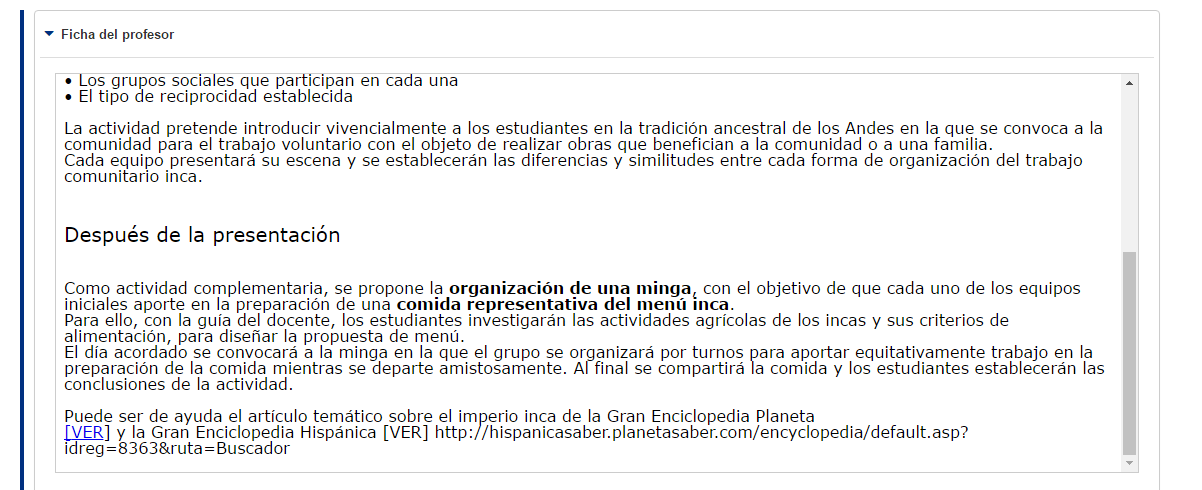 Ficha del profesor
• Los grupos sociales que participan en cada una
• El tipo de reciprocidad establecida
La actividad pretende introducir vivencialmente a los estudiantes en la tradición ancestral de los Andes en la que se convoca a la
comunidad para el trabajo voluntario con el objeto de realizar obras que benefician a la comunidad o a una familia.
Cada equipo presentará su escena y se establecerán las diferencias y similitudes entre cada forma de organización del trabajo
comunitario inca.
Después de la presentación
Como actividad complementaria, se propone la organización de una minga, con el objetivo de que cada uno de los equipos
iniciales aporte en la preparación de una comida representativa del menú inca.
Para ello, con la guía del docente, los estudiantes investigarán las actividades agrícolas de los incas y sus criterios de
alimentación, para diseñar la propuesta de menú.
El día acordado se convocará a la minga en la que el grupo se organizará por turnos para aportar equitativamente trabajo en la
preparación de la comida mientras se departe amistosamente. Al final se compartirá la comida y los estudiantes establecerán las
conclusiones de la actividad.
Puede ser de ayuda el artículo temático sobre el imperio inca de la Gran Enciclopedia Planeta
[VER] y la Gran Enciclopedia Hispánica [VER] http://hispanicasaber.planetasaber.com/encyclopedia/default.asp?
idreg=8363&ruta=Buscador